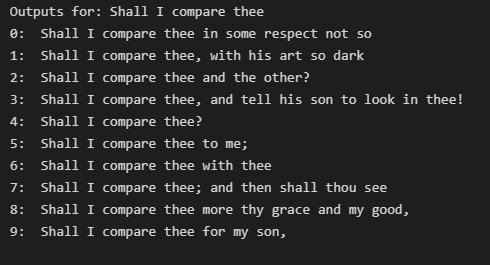 Outputs for: Shall I compare thee
0: Shall I compare thee in some respect not so
1: Shall I compare thee, with his art so dark
2: Shall I compare thee and the other?
3: Shall I compare thee, and tell his son to look in thee!
4: Shall I compare thee?
5: Shall I compare thee to me;
6: Shall I compare thee with thee
7: Shall I compare thee; and then shall thou see
8: Shall I compare thee more thy grace and my good,
9: Shall I compare thee for my son,